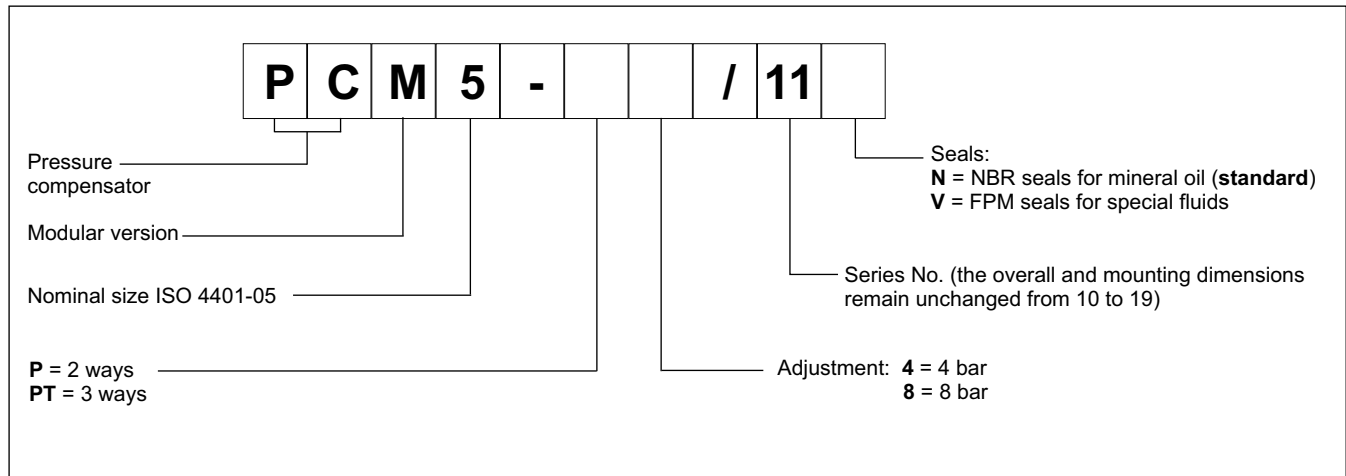 P C M 5 - / 11
Pressure
compensator
Modular version
Nominal size ISO 4401-05
P = 2 ways
PT = 3 ways
Seals:
N = NBR seals for mineral oil (standard)
V = FPM seals for special fluids
Series No. (the overall and mounting dimensions
remain unchanged from 10 to 19)
Adjustment: 4 = 4 bar
8 = 8 bar